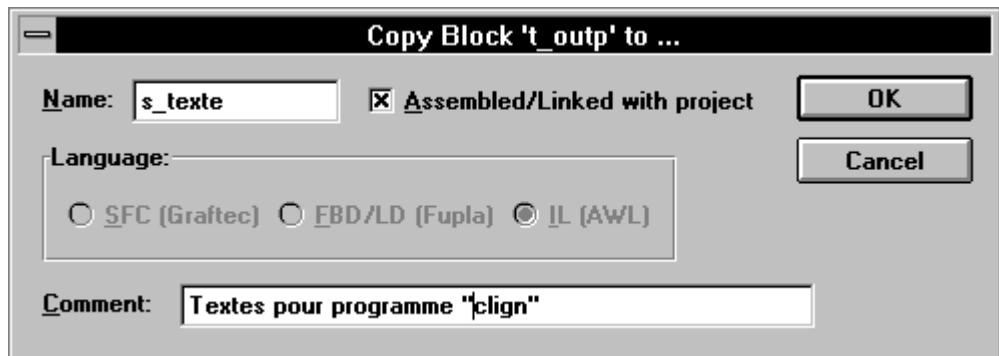 Copy Block 't_outp' to ...
Name: s_texte Assembled/Linked with project OK
Language: Cancel
SFC (Graftec) FBD/LD (Fupla) IL (AWL)
Comment: Textes pour programme "clign"